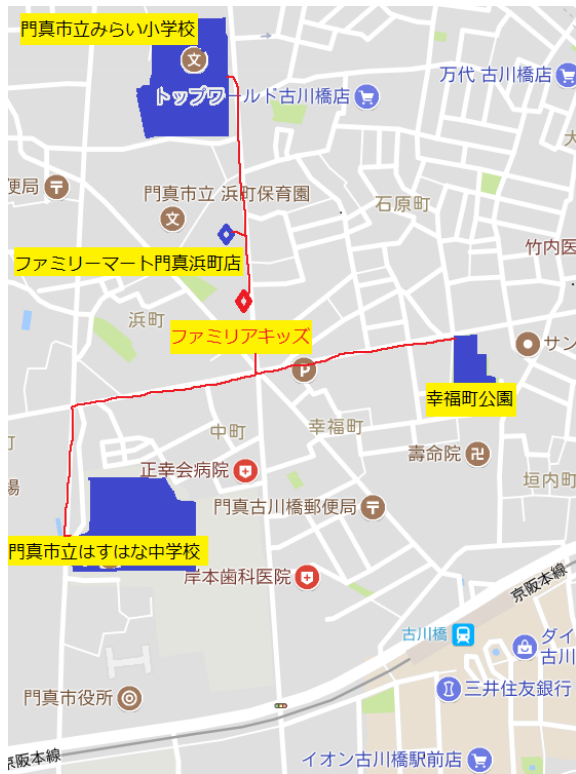 門真市立みらい小学校
文
トップワールド古川橋店
万代 古川橋店
大
便局
〒
門真市立 浜町保育園
文
石原町
竹内医
ファミリーマート門真浜町店
浜町
ファミリアキッズ
P
サン
幸福町公園
中町
幸福町
町
正幸会病院
壽命院
卍
場
垣内町
門真古川橋郵便局
〒
門真市立はすはな中学校
岸本歯科医院
京阪本線
古川橋
ダイ
古川
門真市役所
三井住友銀行
京阪本線
イオン古川橋駅前店